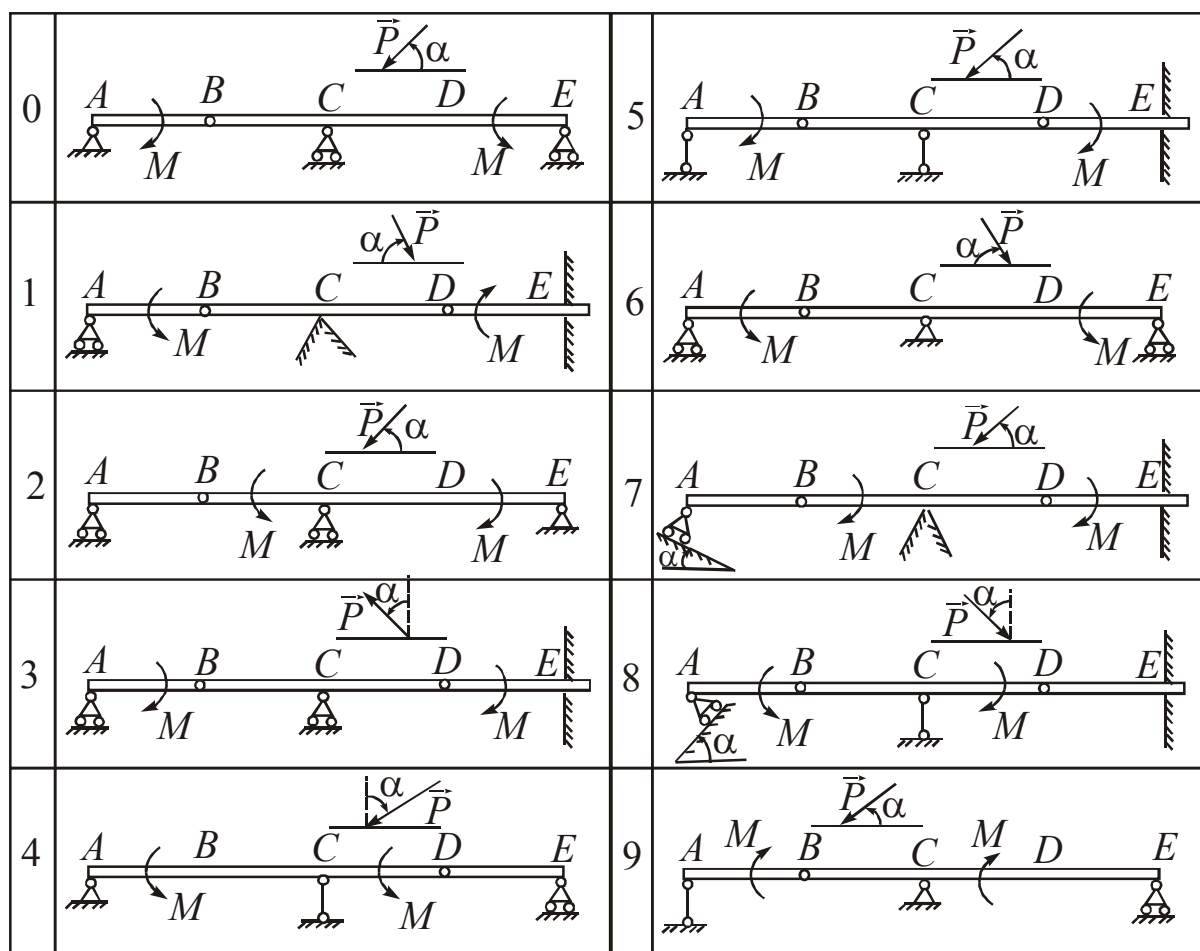 0 P⃗ α A B C D E M M
5 P⃗ α A B C D E M M
1 α P⃗ A B C D E M M
6 α P⃗ A B C D E M M
2 P⃗ α A B C D E M M
7 P⃗ α A B C D E M M α
3 P⃗ α A B C D E M M
8 P⃗ α A B C D E M M α
4 α P⃗ A B C D E M M
9 P⃗ α A M B C M D E